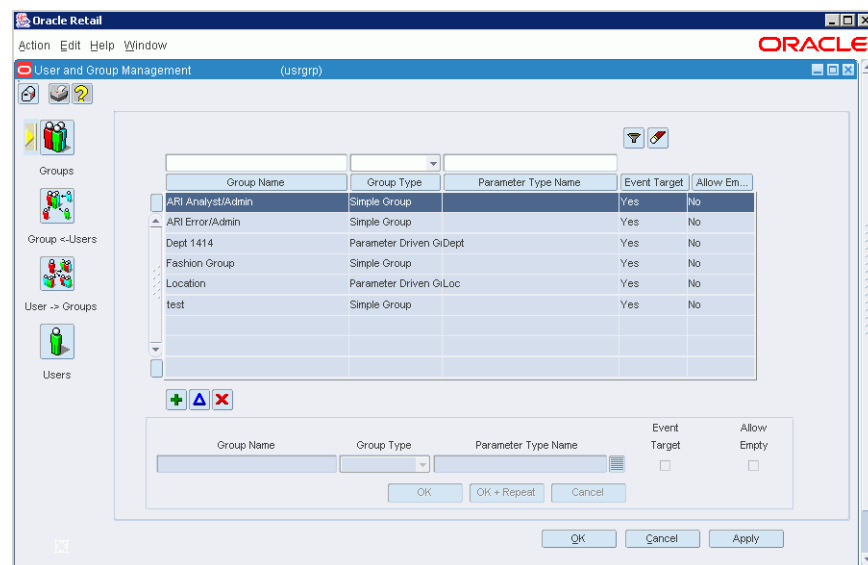 Oracle Retail
Action Edit Help Window
ORACLE
User and Group Management (usrgrp)
Groups
Group <-Users
User -> Groups
Users
Group Name Group Type Parameter Type Name Event Target Allow Em...
ARI Analyst/Admin Simple Group Yes No
ARI Error/Admin Simple Group Yes No
Dept 1414 Parameter Driven Gr Dept Yes No
Fashion Group Simple Group Yes No
Location Parameter Driven Gr Loc Yes No
test Simple Group Yes No
Group Name Group Type Parameter Type Name Event Target Allow Empty
OK OK + Repeat Cancel
OK Cancel Apply